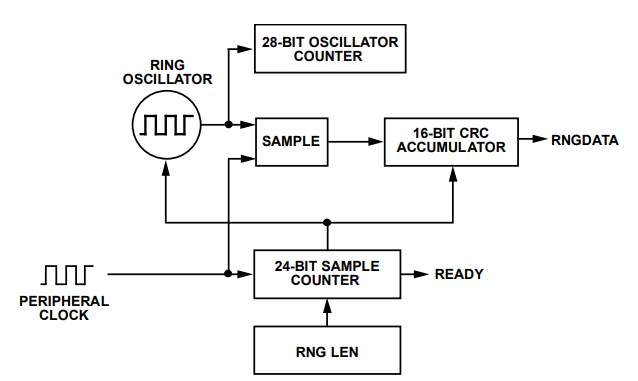 28-BIT OSCILLATOR
COUNTER
RING
OSCILLATOR
SAMPLE
16-BIT CRC
ACCUMULATOR
RNGDATA
24-BIT SAMPLE
COUNTER
READY
PERIPHERAL
CLOCK
RNG LEN